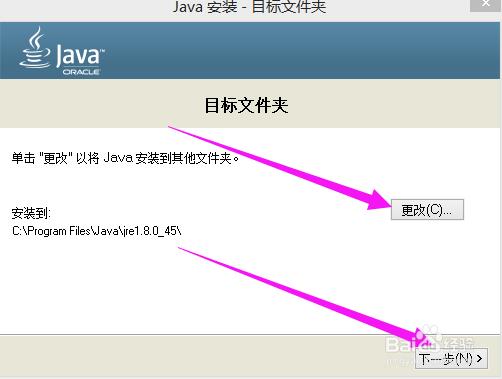 Java 安装 - 目标文件夹
Java™
ORACLE
目标文件夹
单击 "更改" 以将 Java 安装到其他文件夹。
更改(C)...
安装到:
C:\Program Files\Java\jre1.8.0_45\
Baidu 经验
下一步(N) >